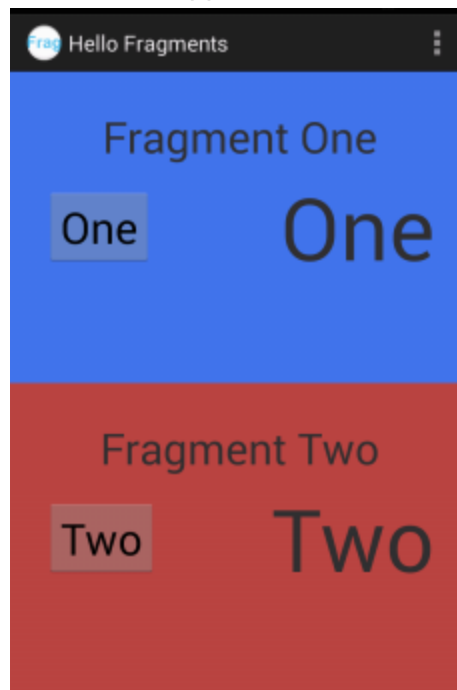 Frag Hello Fragments
Fragment One
One One
Fragment Two
Two Two